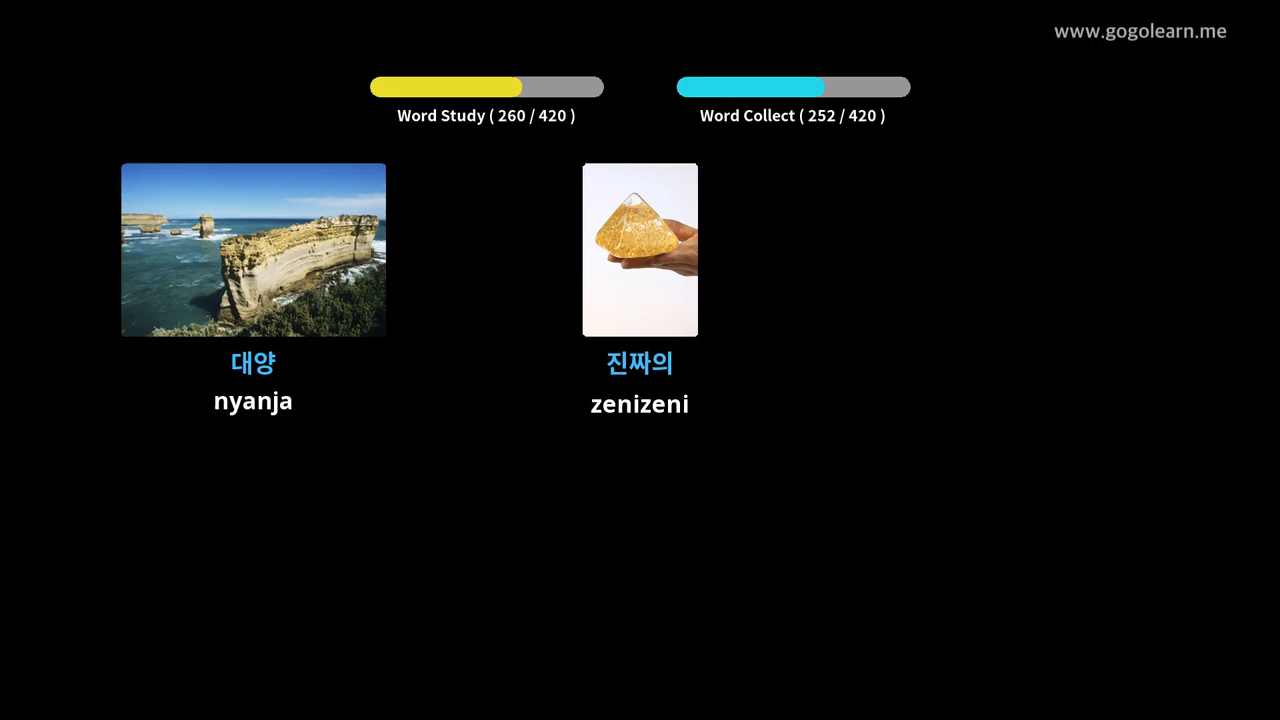 www.gogolearn.me
Word Study ( 260 / 420 )
Word Collect ( 252 / 420 )
대양
nyanja
진짜의
zenizeni